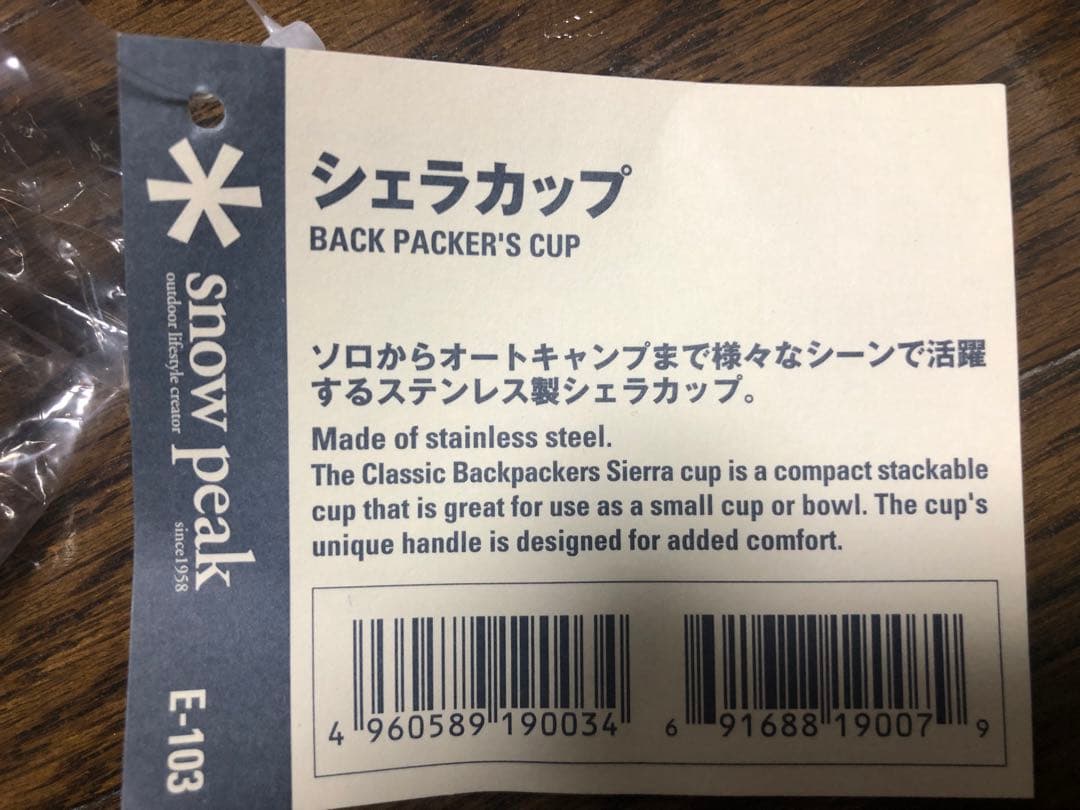 シェラカップ
BACK PACKER'S CUP
ソロからオートキャンプまで様々なシーンで活躍
するステンレス製シェラカップ。
Made of stainless steel.
The Classic Backpackers Sierra cup is a compact stackable
cup that is great for use as a small cup or bowl. The cup's
unique handle is designed for added comfort.
4 960589 190034
6 91688 19007 9
snow peak
outdoor lifestyle creator
since1958
E-103